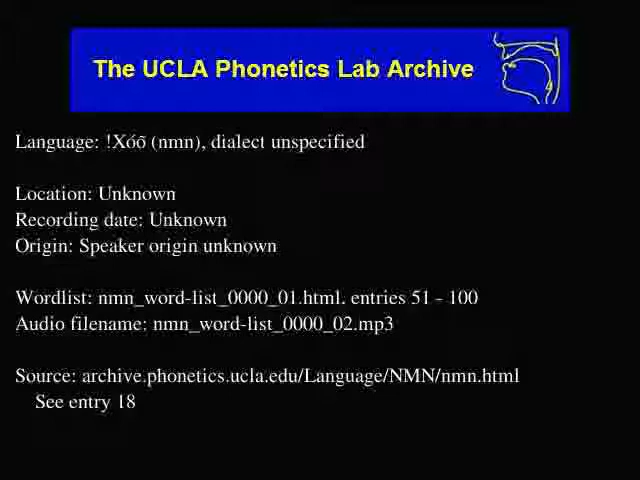 The UCLA Phonetics Lab Archive
Language: !Xóõ (nmn), dialect unspecified
Location: Unknown
Recording date: Unknown
Origin: Speaker origin unknown
Wordlist: nmn_word-list_0000_01.html. entries 51 - 100
Audio filename: nmn_word-list_0000_02.mp3
Source: archive.phonetics.ucla.edu/Language/NMN/nmn.html
See entry 18